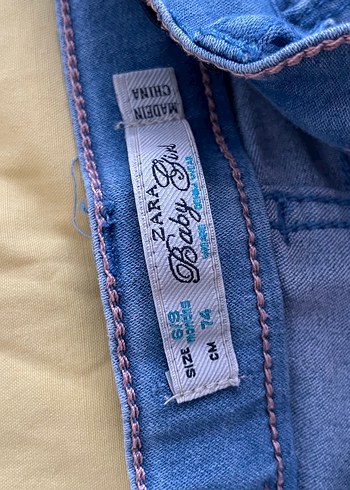 MADE IN
CHINA
ZARA
Baby Girl
SIZE 6/9
MONTHS
CM 74